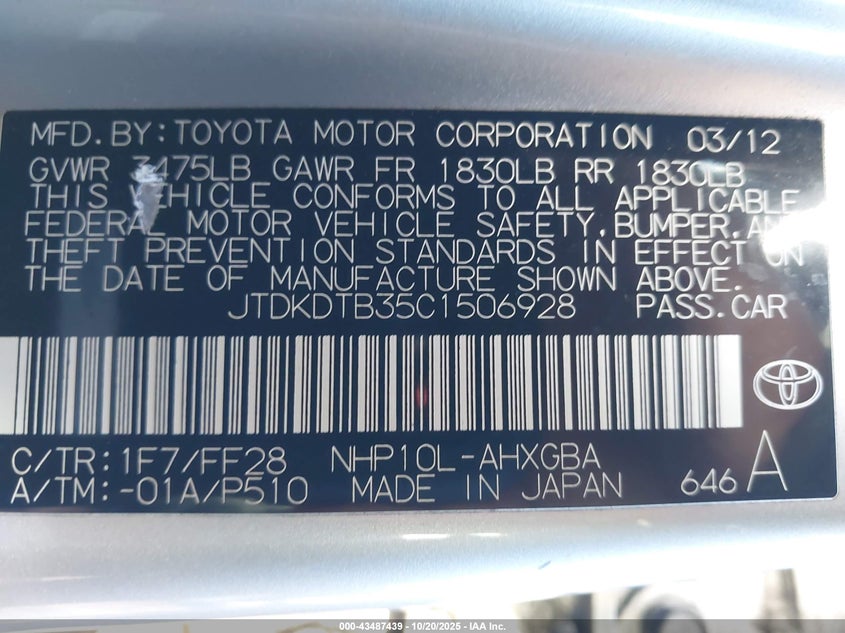 MFD.BY:TOYOTA MOTOR CORPORATION 03/12
GVWR 3475LB GAWR FR 1830LB RR 1830LB
THIS VEHICLE CONFORMS TO ALL APPLICABLE
FEDERAL MOTOR VEHICLE SAFETY,BUMPER,AND
THEFT PREVENTION STANDARDS IN EFFECT ON
THE DATE OF MANUFACTURE SHOWN ABOVE.
JTDKDTB35C1506928 PASS.CAR
C/TR:1F7/FF28 NHP10L-AHXGBA
A/TM:-01A/P510 MADE IN JAPAN 646 A
000-43487439 - 10/20/2025 - IAA Inc.